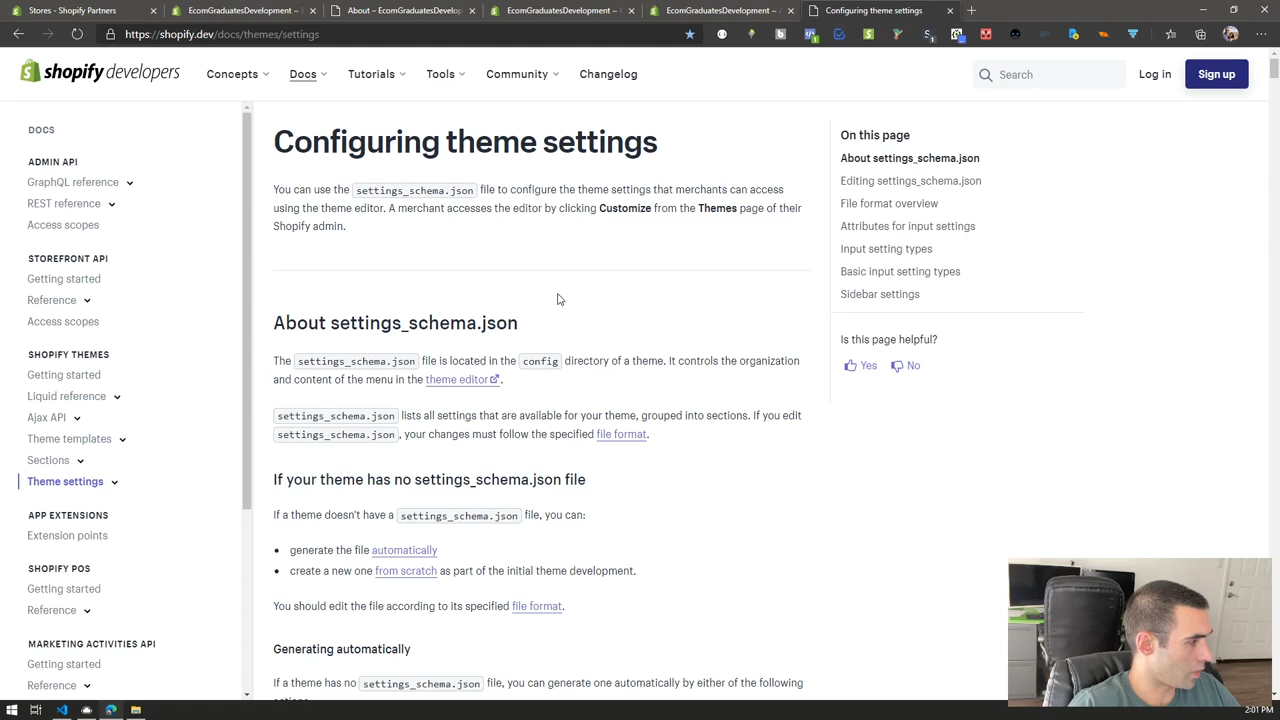 Stores - Shopify Partners
EcomGraduatesDevelopment ~ C
About – EcomGraduatesDevelop
EcomGraduatesDevelopment ~ C
EcomGraduatesDevelopment ~
Configuring theme settings
https://shopify.dev/docs/themes/settings
shopify developers
Concepts
Docs
Tutorials
Tools
Community
Changelog
Search
Log in
Sign up
DOCS
ADMIN API
GraphQL reference
REST reference
Access scopes
STOREFRONT API
Getting started
Reference
Access scopes
SHOPIFY THEMES
Getting started
Liquid reference
Ajax API
Theme templates
Sections
Theme settings
APP EXTENSIONS
Extension points
SHOPIFY POS
Getting started
Reference
MARKETING ACTIVITIES API
Getting started
Reference
Configuring theme settings
You can use the settings_schema.json file to configure the theme settings that merchants can access
using the theme editor. A merchant accesses the editor by clicking Customize from the Themes page of their
Shopify admin.
About settings_schema.json
The settings_schema.json file is located in the config directory of a theme. It controls the organization
and content of the menu in the theme editor.
settings_schema.json lists all settings that are available for your theme, grouped into sections. If you edit
settings_schema.json, your changes must follow the specified file format.
If your theme has no settings_schema.json file
If a theme doesn't have a settings_schema.json file, you can:
• generate the file automatically
• create a new one from scratch as part of the initial theme development.
You should edit the file according to its specified file format.
Generating automatically
If a theme has no settings_schema.json file, you can generate one automatically by either of the following
On this page
About settings_schema.json
Editing settings_schema.json
File format overview
Attributes for input settings
Input setting types
Basic input setting types
Sidebar settings
Is this page helpful?
Yes
No
2:01 PM